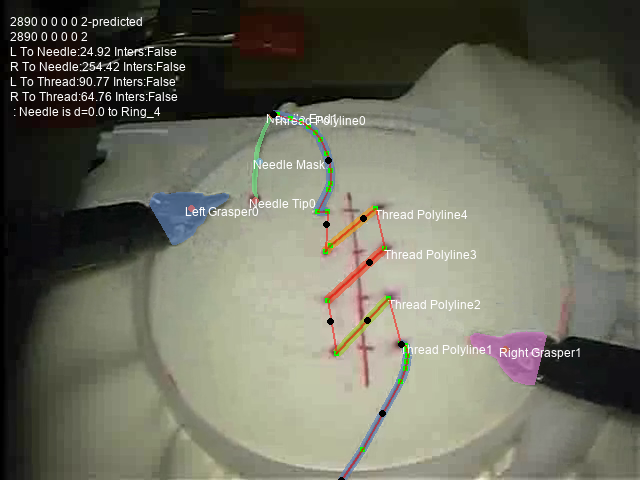 2890 0 0 0 0 2-predicted
2890 0 0 0 0 2
L To Needle:24.92 Inters:False
R To Needle:254.42 Inters:False
L To Thread:90.77 Inters:False
R To Thread:64.76 Inters:False
: Needle is d=0.0 to Ring_4
Thread Polyline0
Needle Mask
Needle Tip0
Left Grasper0
Thread Polyline4
Thread Polyline3
Thread Polyline2
Thread Polyline1
Right Grasper1